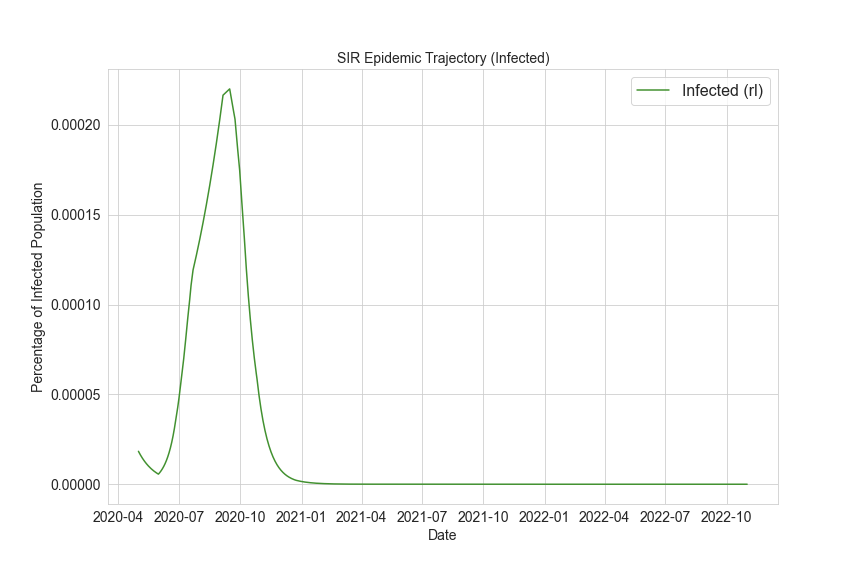 SIR Epidemic Trajectory (Infected)
Infected (rI)
Percentage of Infected Population
0.00020
0.00015
0.00010
0.00005
0.00000
2020-04 2020-07 2020-10 2021-01 2021-04 2021-07 2021-10 2022-01 2022-04 2022-07 2022-10
Date